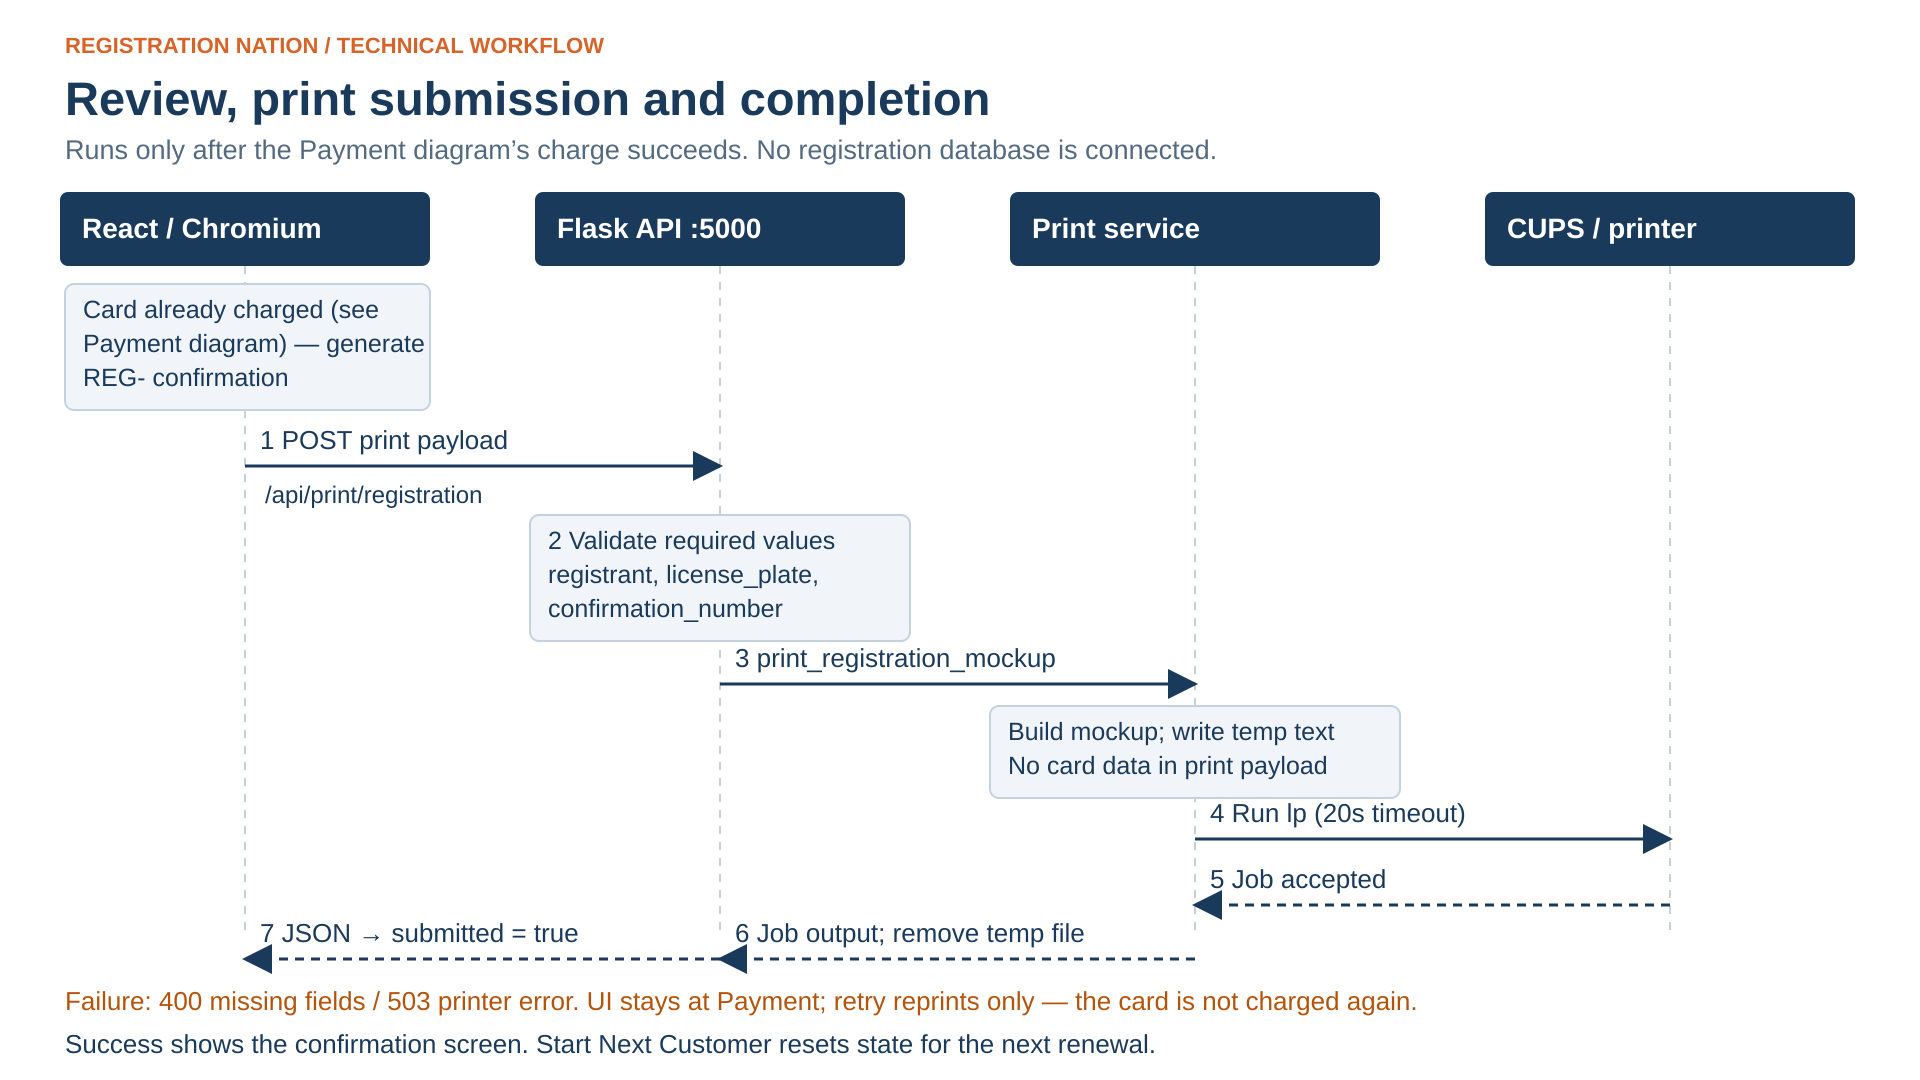 REGISTRATION NATION / TECHNICAL WORKFLOW
Review, print submission and completion
Runs only after the Payment diagram’s charge succeeds. No registration database is connected.
React / Chromium
Flask API :5000
Print service
CUPS / printer
Card already charged (see
Payment diagram) — generate
REG- confirmation
1 POST print payload
/api/print/registration
2 Validate required values
registrant, license_plate,
confirmation_number
3 print_registration_mockup
Build mockup; write temp text
No card data in print payload
4 Run lp (20s timeout)
5 Job accepted
7 JSON → submitted = true
6 Job output; remove temp file
Failure: 400 missing fields / 503 printer error. UI stays at Payment; retry reprints only — the card is not charged again.
Success shows the confirmation screen. Start Next Customer resets state for the next renewal.